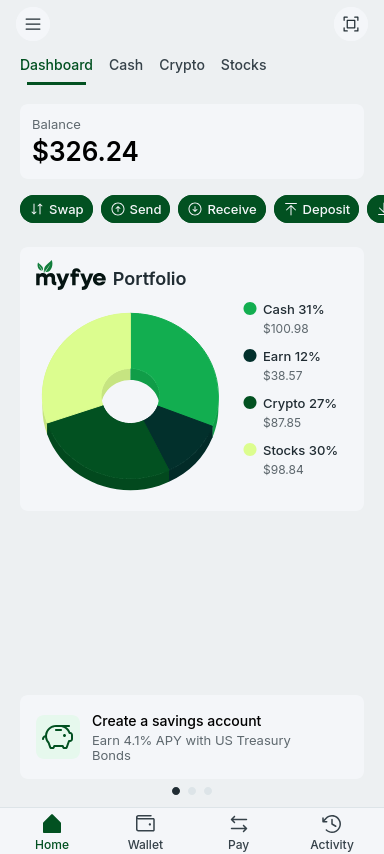 Dashboard Cash Crypto Stocks
Balance
$326.24
Swap Send Receive Deposit
myfye Portfolio
Cash 31%
$100.98
Earn 12%
$38.57
Crypto 27%
$87.85
Stocks 30%
$98.84
Create a savings account
Earn 4.1% APY with US Treasury
Bonds
Home Wallet Pay Activity